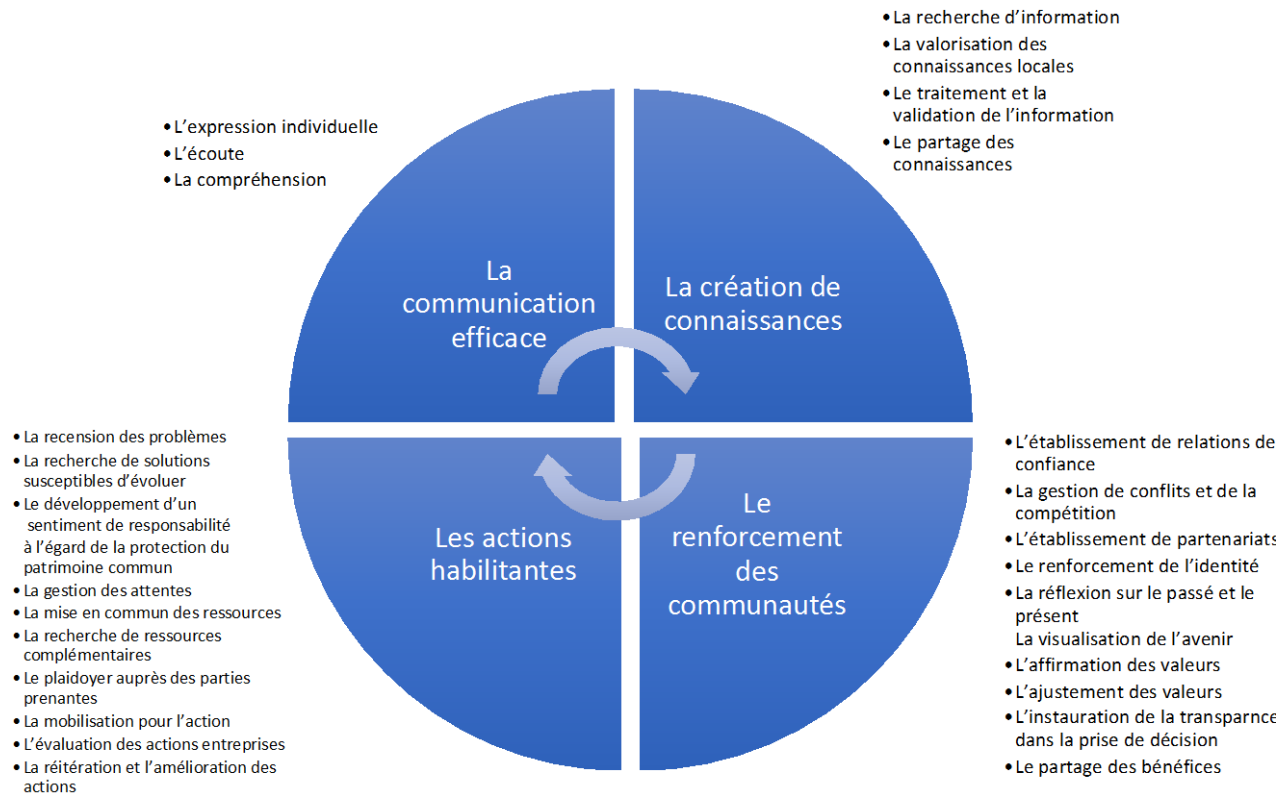 • L’expression individuelle
• L’écoute
• La compréhension
La
communication
efficace
• La recherche d’information
• La valorisation des
connaissances locales
• Le traitement et la
validation de l’information
• Le partage des
connaissances
La création de
connaissances
• L’établissement de relations de
confiance
• La gestion de conflits et de la
compétition
• L’établissement de partenariats
• Le renforcement de l’identité
• La réflexion sur le passé et le
présent
La visualisation de l’avenir
• L’affirmation des valeurs
• L’ajustement des valeurs
• L’instauration de la transparnce
dans la prise de décision
• Le partage des bénéfices
Le
renforcement
des
communautés
• La recension des problèmes
• La recherche de solutions
susceptibles d’évoluer
• Le développement d’un
sentiment de responsabilité
à l’égard de la protection du
patrimoine commun
• La gestion des attentes
• La mise en commun des ressources
• La recherche de ressources
complémentaires
• Le plaidoyer auprès des parties
prenantes
• La mobilisation pour l’action
• L’évaluation des actions entreprises
• La réitération et l’amélioration des
actions
Les actions
habilitantes